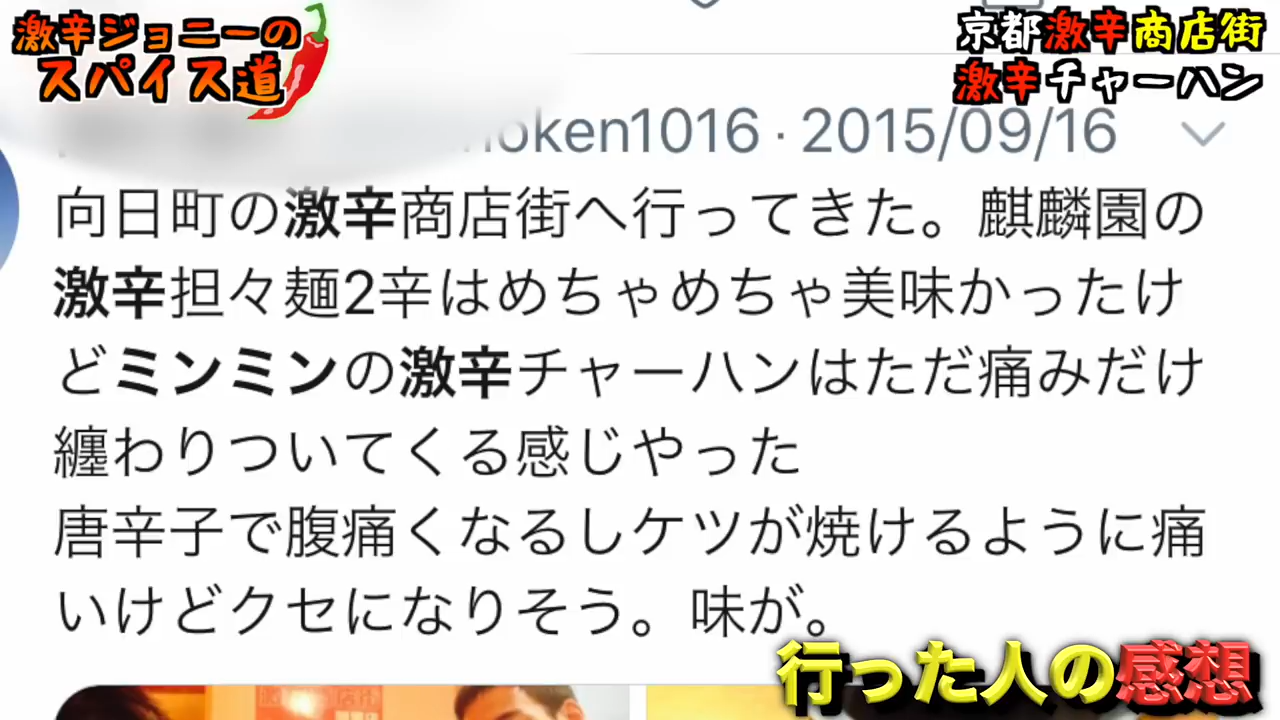 激辛ジョニーの
スパイス道
京都激辛商店街
激辛チャーハン
oken1016 · 2015/09/16
向日町の激辛商店街へ行ってきた。麒麟園の
激辛担々麺2辛はめちゃめちゃ美味かったけ
どミンミンの激辛チャーハンはただ痛みだけ
纏わりついてくる感じやった
唐辛子で腹痛くなるしケツが焼けるように痛
いけどクセになりそう。味が。
行った人の感想